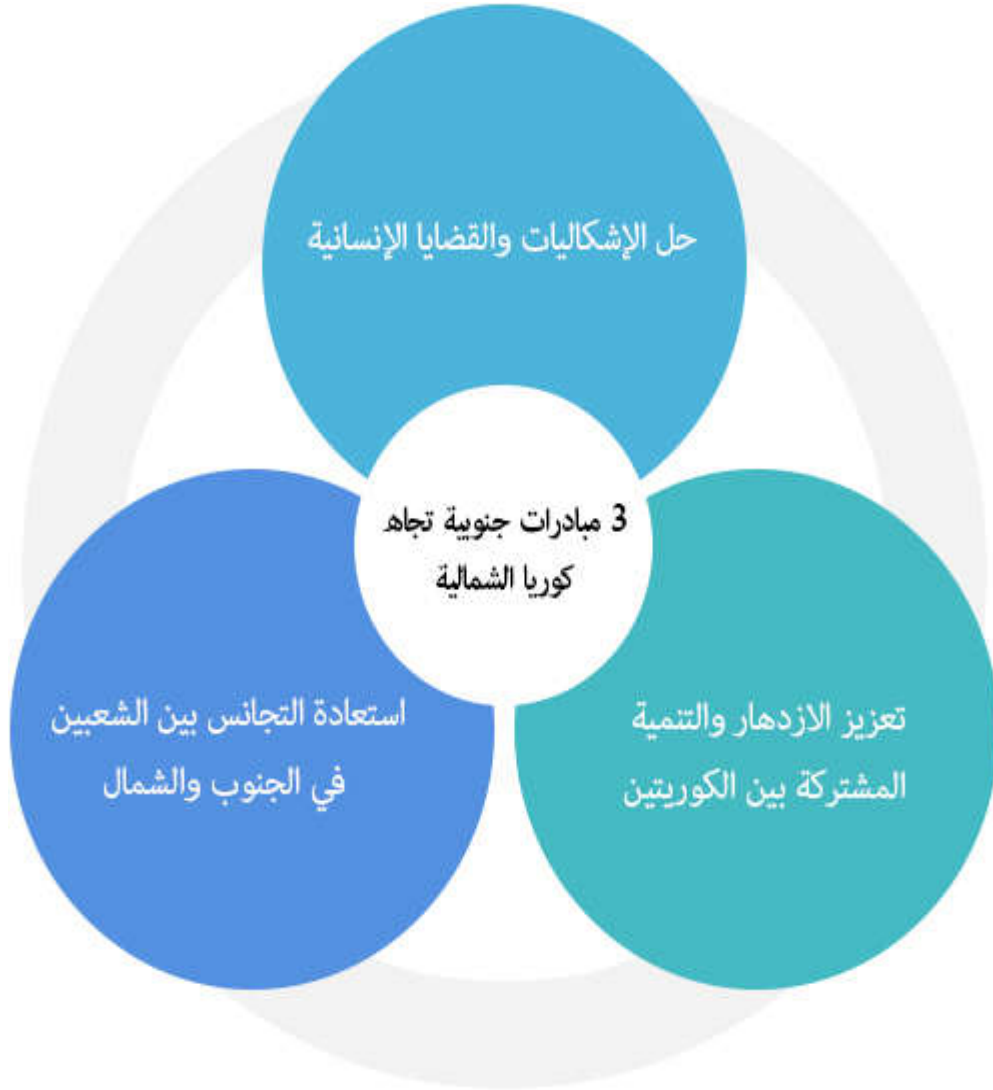 حل الإشكاليات والقضايا الإنسانية
3 مبادرات جنوبية تجاه
كوريا الشمالية
تعزيز الازدهار والتنمية
المشتركة بين الكوريتين
استعادة التجانس بين الشعبين
في الجنوب والشمال